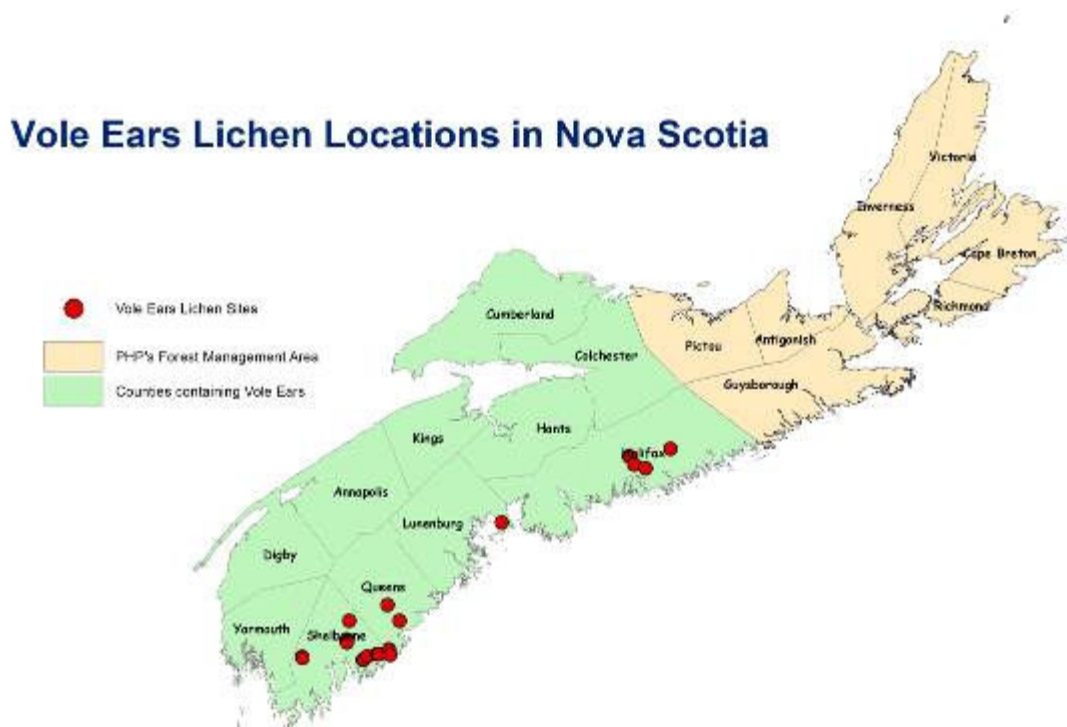 Vole Ears Lichen Locations in Nova Scotia
Victoria
Inverness
Cape Breton
Richmond
Vole Ears Lichen Sites
PHP's Forest Management Area
Counties containing Vole Ears
Cumberland
Colchester
Pictou
Antigonish
Guysborough
Kings
Hants
Halifax
Annapolis
Lunenburg
Digby
Queens
Yarmouth
Shelburne